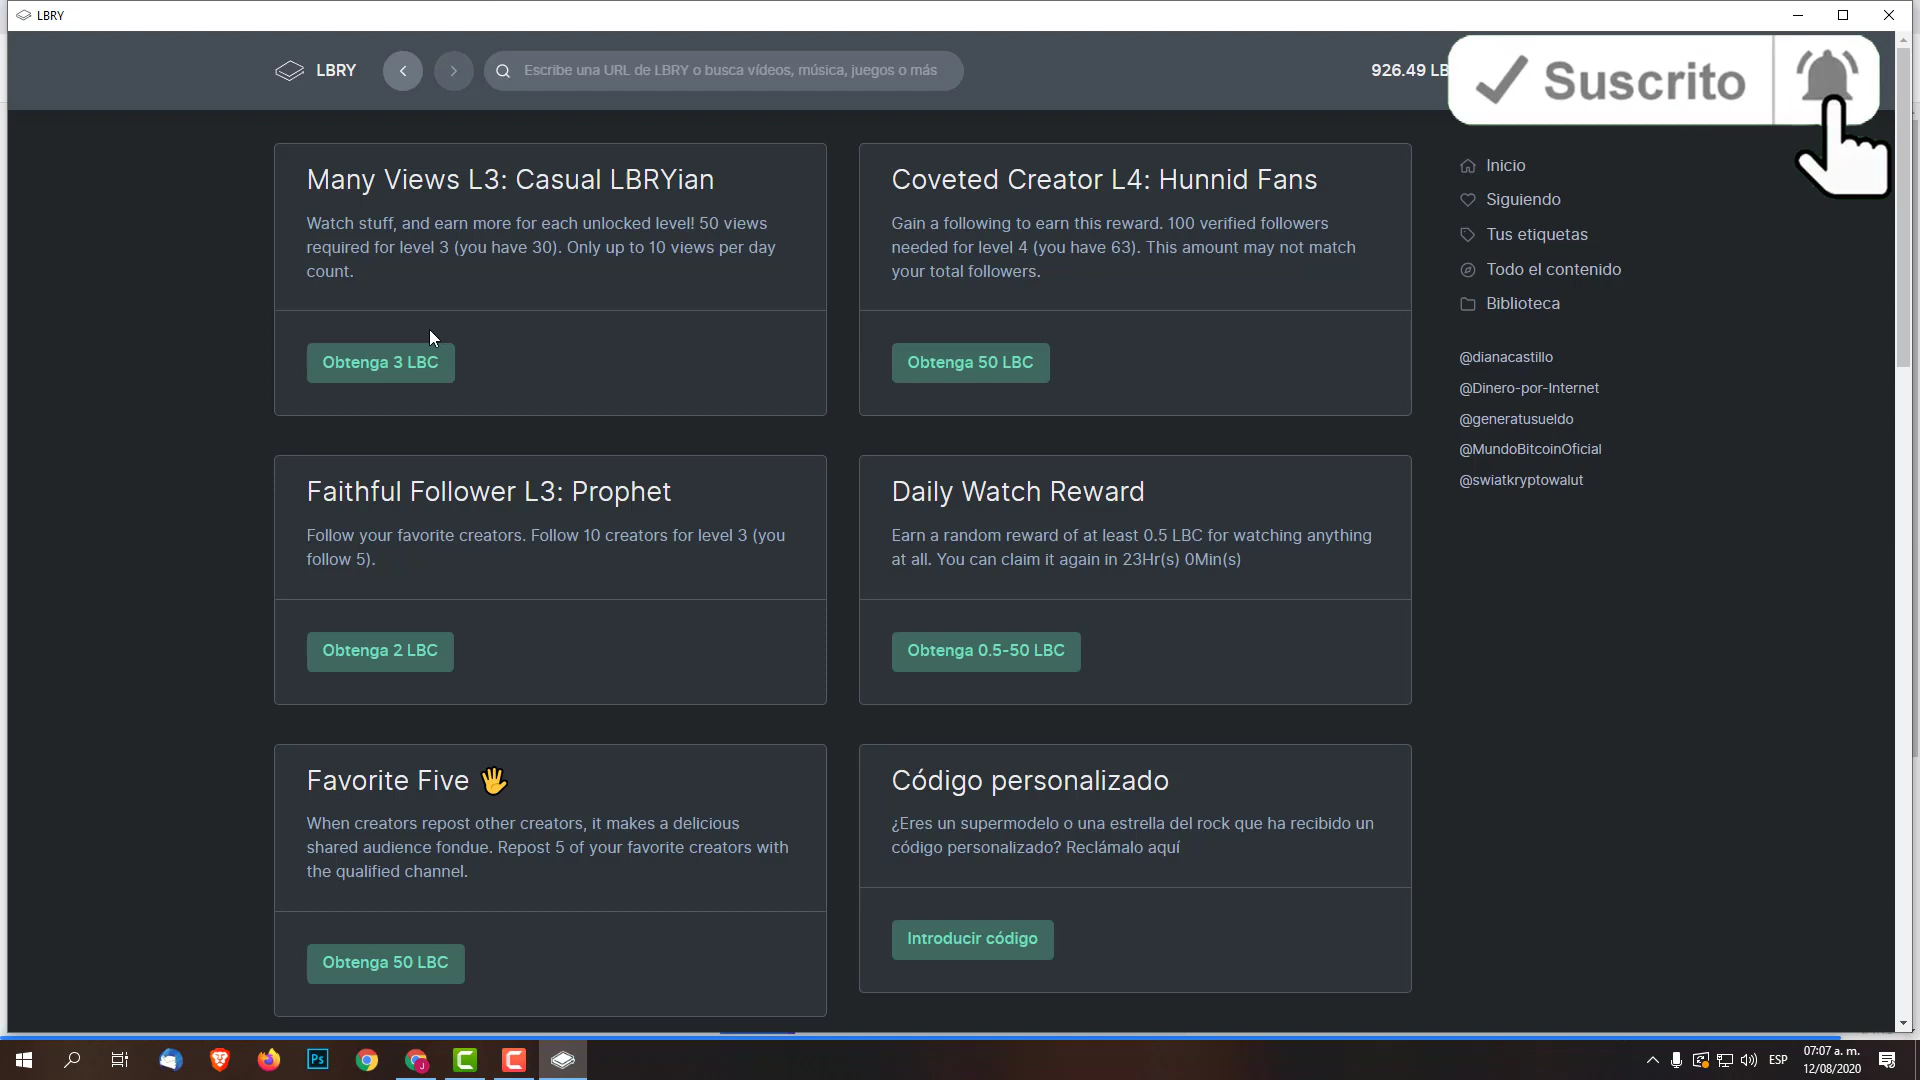 LBRY
LBRY
Escribe una URL de LBRY o busca vídeos, música, juegos o más
926.49 LB
Suscrito
Many Views L3: Casual LBRYian
Watch stuff, and earn more for each unlocked level! 50 views
required for level 3 (you have 30). Only up to 10 views per day
count.
Obtenga 3 LBC
Coveted Creator L4: Hunnid Fans
Gain a following to earn this reward. 100 verified followers
needed for level 4 (you have 63). This amount may not match
your total followers.
Obtenga 50 LBC
Faithful Follower L3: Prophet
Follow your favorite creators. Follow 10 creators for level 3 (you
follow 5).
Obtenga 2 LBC
Daily Watch Reward
Earn a random reward of at least 0.5 LBC for watching anything
at all. You can claim it again in 23Hr(s) 0Min(s)
Obtenga 0.5-50 LBC
Favorite Five
When creators repost other creators, it makes a delicious
shared audience fondue. Repost 5 of your favorite creators with
the qualified channel.
Obtenga 50 LBC
Código personalizado
¿Eres un supermodelo o una estrella del rock que ha recibido un
código personalizado? Reclámalo aquí
Introducir código
Inicio
Siguiendo
Tus etiquetas
Todo el contenido
Biblioteca
@dianacastillo
@Dinero-por-Internet
@generatusueldo
@MundoBitcoinOficial
@swiatkryptowalut
Ps
J
ESP
07:07 a. m.
12/08/2020